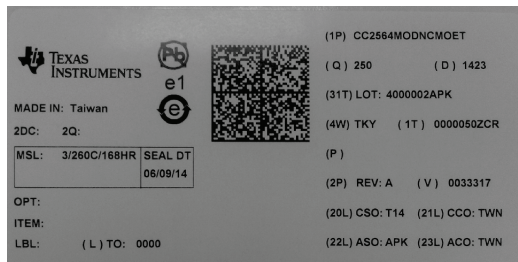 TEXAS
INSTRUMENTS
Pb
e1
e
MADE IN: Taiwan
2DC: 2Q:
MSL: 3/260C/168HR SEAL DT
06/09/14
OPT:
ITEM:
LBL: (L) TO: 0000
(1P) CC2564MODNCMOET
(Q) 250 (D) 1423
(31T) LOT: 4000002APK
(4W) TKY (1T) 0000050ZCR
(P)
(2P) REV: A (V) 0033317
(20L) CSO: T14 (21L) CCO: TWN
(22L) ASO: APK (23L) ACO: TWN